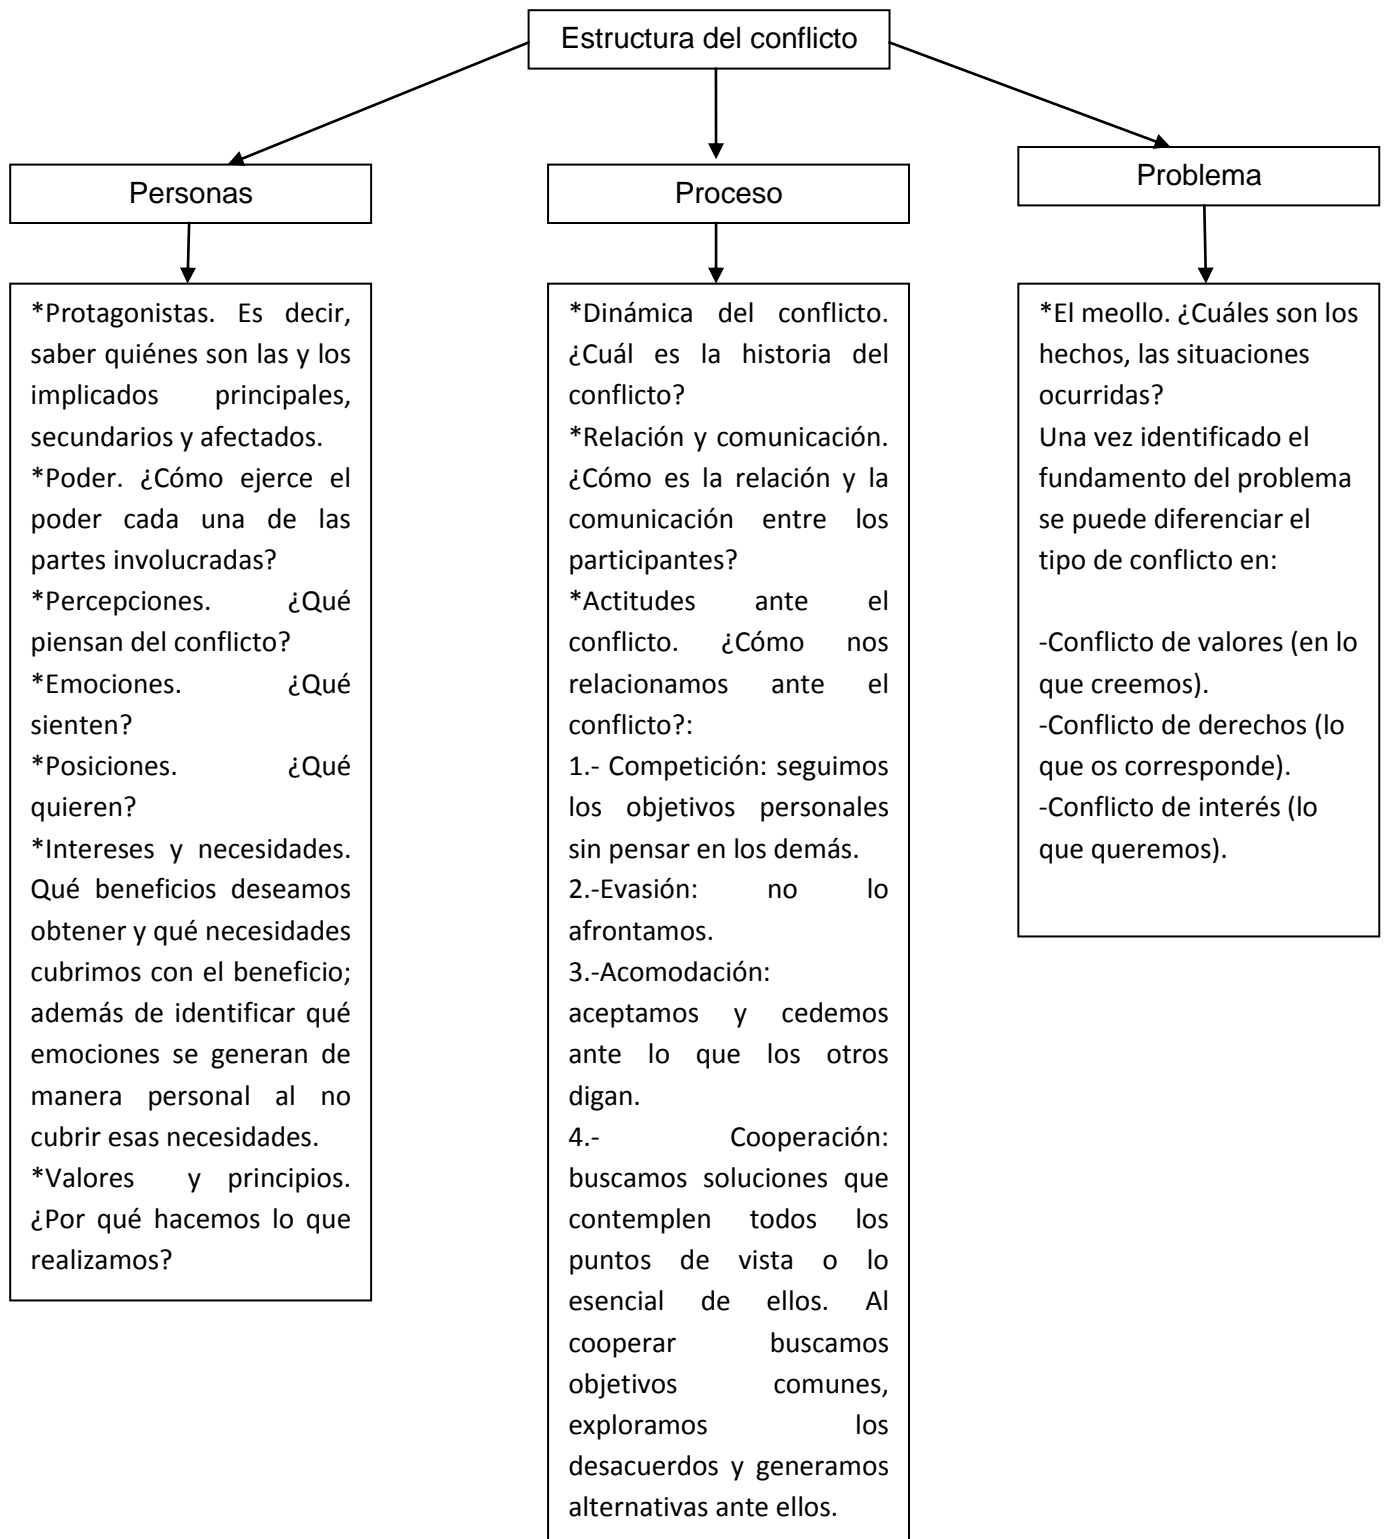 Estructura del conflicto
Personas
*Protagonistas. Es decir,
saber quiénes son las y los
implicados principales,
secundarios y afectados.
*Poder. ¿Cómo ejerce el
poder cada una de las
partes involucradas?
*Percepciones. ¿Qué
piensan del conflicto?
*Emociones. ¿Qué
sienten?
*Posiciones. ¿Qué
quieren?
*Intereses y necesidades.
Qué beneficios deseamos
obtener y qué necesidades
cubrimos con el beneficio;
además de identificar qué
emociones se generan de
manera personal al no
cubrir esas necesidades.
*Valores y principios.
¿Por qué hacemos lo que
realizamos?
Proceso
*Dinámica del conflicto.
¿Cuál es la historia del
conflicto?
*Relación y comunicación.
¿Cómo es la relación y la
comunicación entre los
participantes?
*Actitudes ante el
conflicto. ¿Cómo nos
relacionamos ante el
conflicto?:
1.- Competición: seguimos
los objetivos personales
sin pensar en los demás.
2.-Evasión: no lo
afrontamos.
3.-Acomodación:
aceptamos y cedemos
ante lo que los otros
digan.
4.- Cooperación:
buscamos soluciones que
contemplen todos los
puntos de vista o lo
esencial de ellos. Al
cooperar buscamos
objetivos comunes,
exploramos los
desacuerdos y generamos
alternativas ante ellos.
Problema
*El meollo. ¿Cuáles son los
hechos, las situaciones
ocurridas?
Una vez identificado el
fundamento del problema
se puede diferenciar el
tipo de conflicto en:
-Conflicto de valores (en lo
que creemos).
-Conflicto de derechos (lo
que os corresponde).
-Conflicto de interés (lo
que queremos).